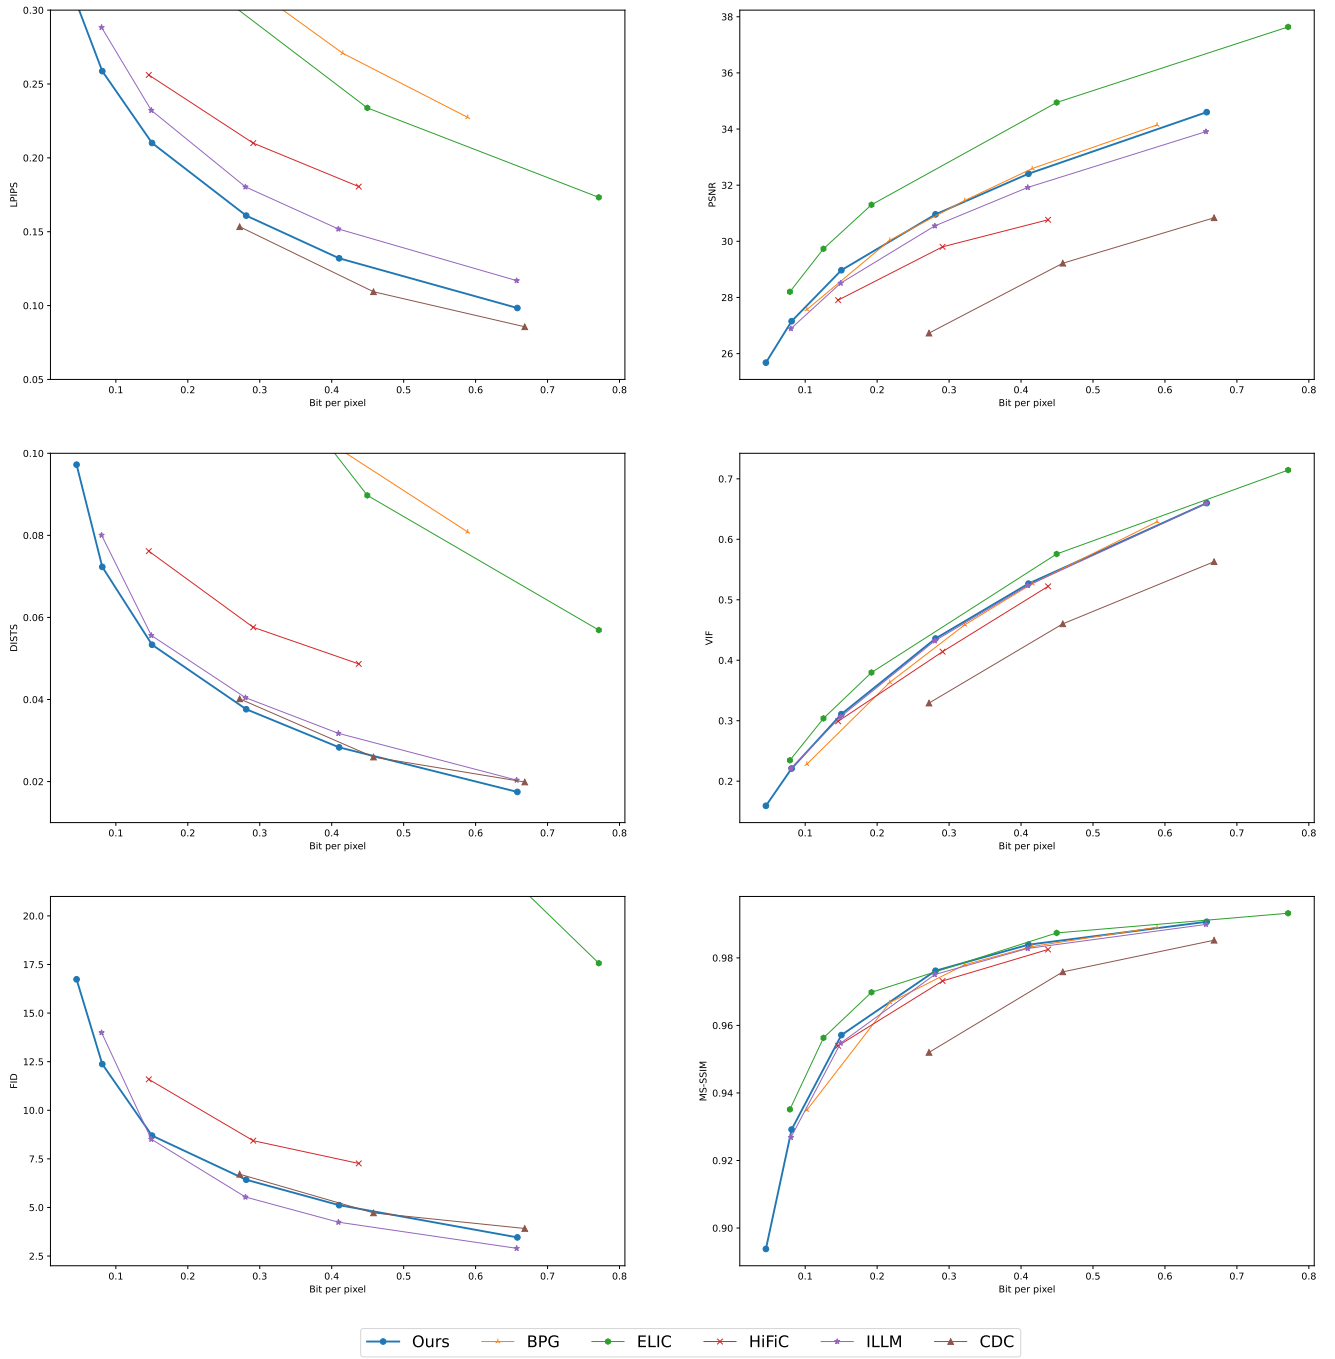 0.30
0.25
0.20
0.15
0.10
0.05
LPIPS
0.1 0.2 0.3 0.4 0.5 0.6 0.7 0.8
Bit per pixel
38
36
34
32
30
28
26
PSNR
0.1 0.2 0.3 0.4 0.5 0.6 0.7 0.8
Bit per pixel
0.10
0.08
0.06
0.04
0.02
DISTS
0.1 0.2 0.3 0.4 0.5 0.6 0.7 0.8
Bit per pixel
0.7
0.6
0.5
0.4
0.3
0.2
VIF
0.1 0.2 0.3 0.4 0.5 0.6 0.7 0.8
Bit per pixel
20.0
17.5
15.0
12.5
10.0
7.5
5.0
2.5
FID
0.1 0.2 0.3 0.4 0.5 0.6 0.7 0.8
Bit per pixel
0.98
0.96
0.94
0.92
0.90
MS-SSIM
0.1 0.2 0.3 0.4 0.5 0.6 0.7 0.8
Bit per pixel
Ours BPG ELIC HiFiC ILLM CDC